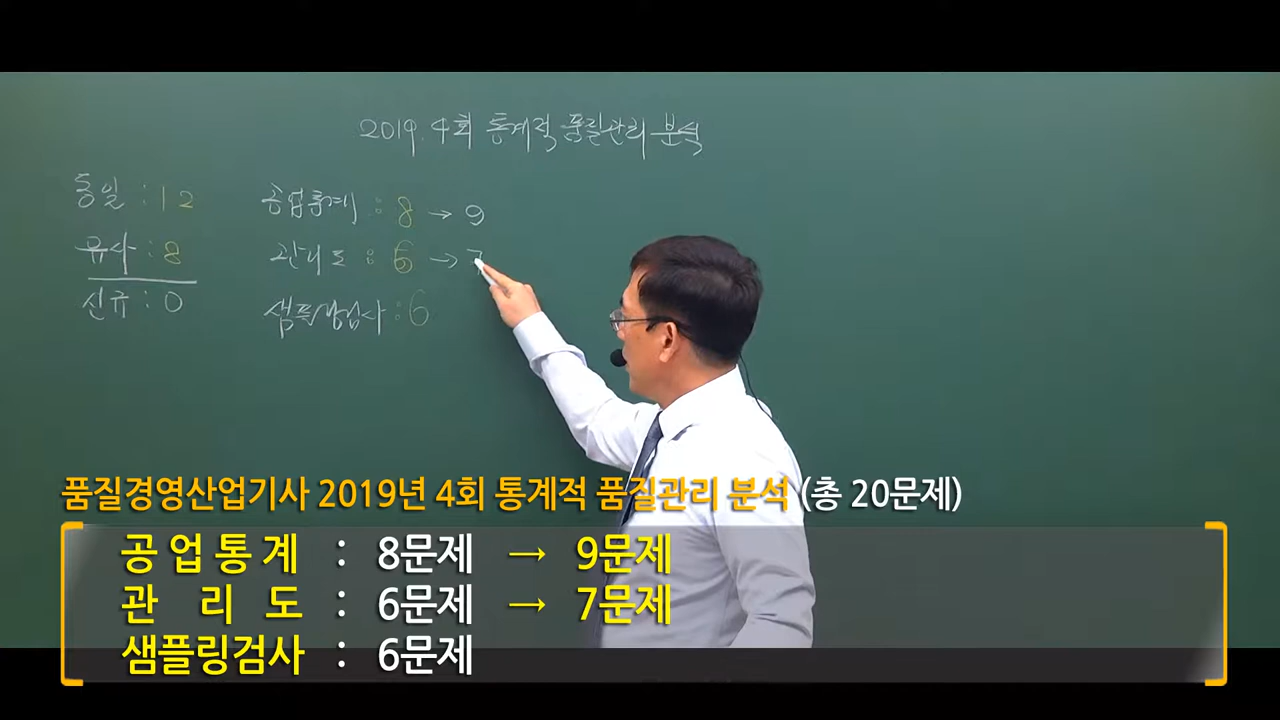 2019. 4회 통계적 품질관리 분석
동일 : 12
유사 : 8
신규 : 0
공업통계 : 8 → 9
관리도 : 6 → 7
샘플링검사 : 6
품질경영산업기사 2019년 4회 통계적 품질관리 분석 (총 20문제)
공업통계 : 8문제 → 9문제
관리도 : 6문제 → 7문제
샘플링검사 : 6문제